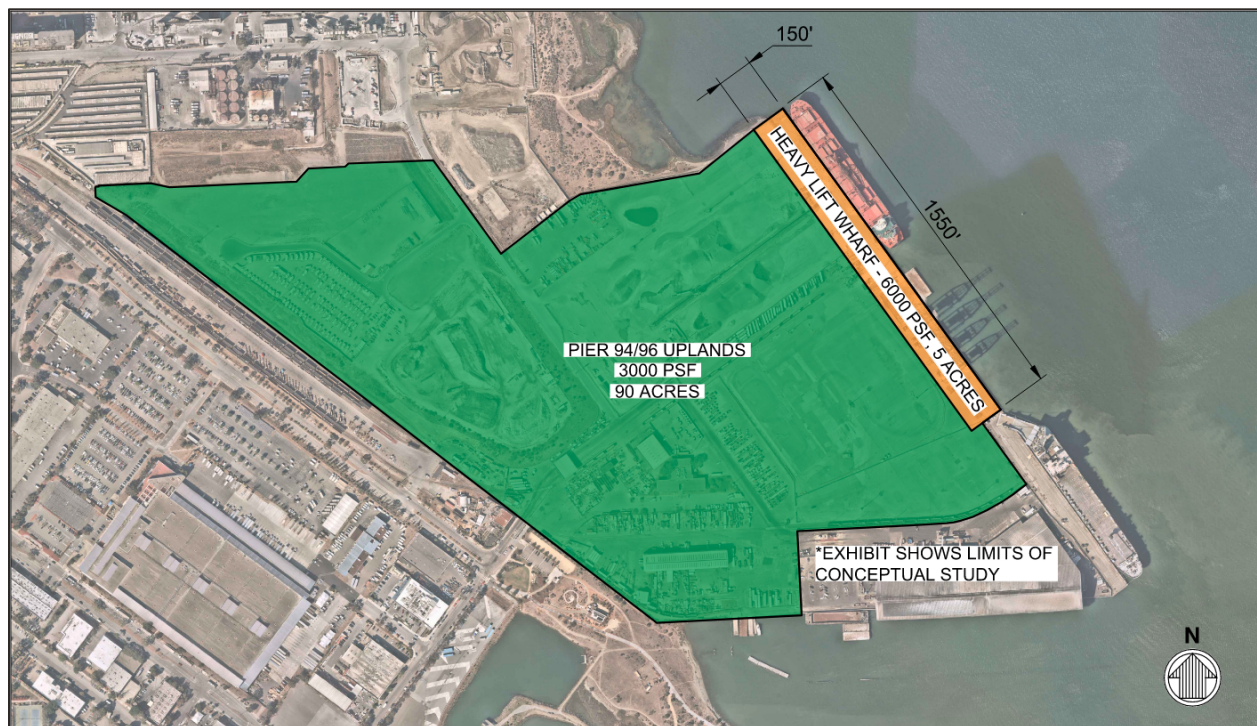 150'
HEAVY LIFT WHARF - 6000 PSF, 5 ACRES
1550'
PIER 94/96 UPLANDS
3000 PSF
90 ACRES
*EXHIBIT SHOWS LIMITS OF
CONCEPTUAL STUDY
N